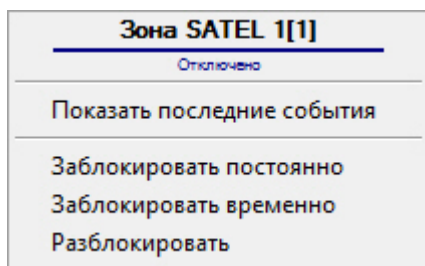 Зона SATEL 1[1]
Отключено
Показать последние события
Заблокировать постоянно
Заблокировать временно
Разблокировать